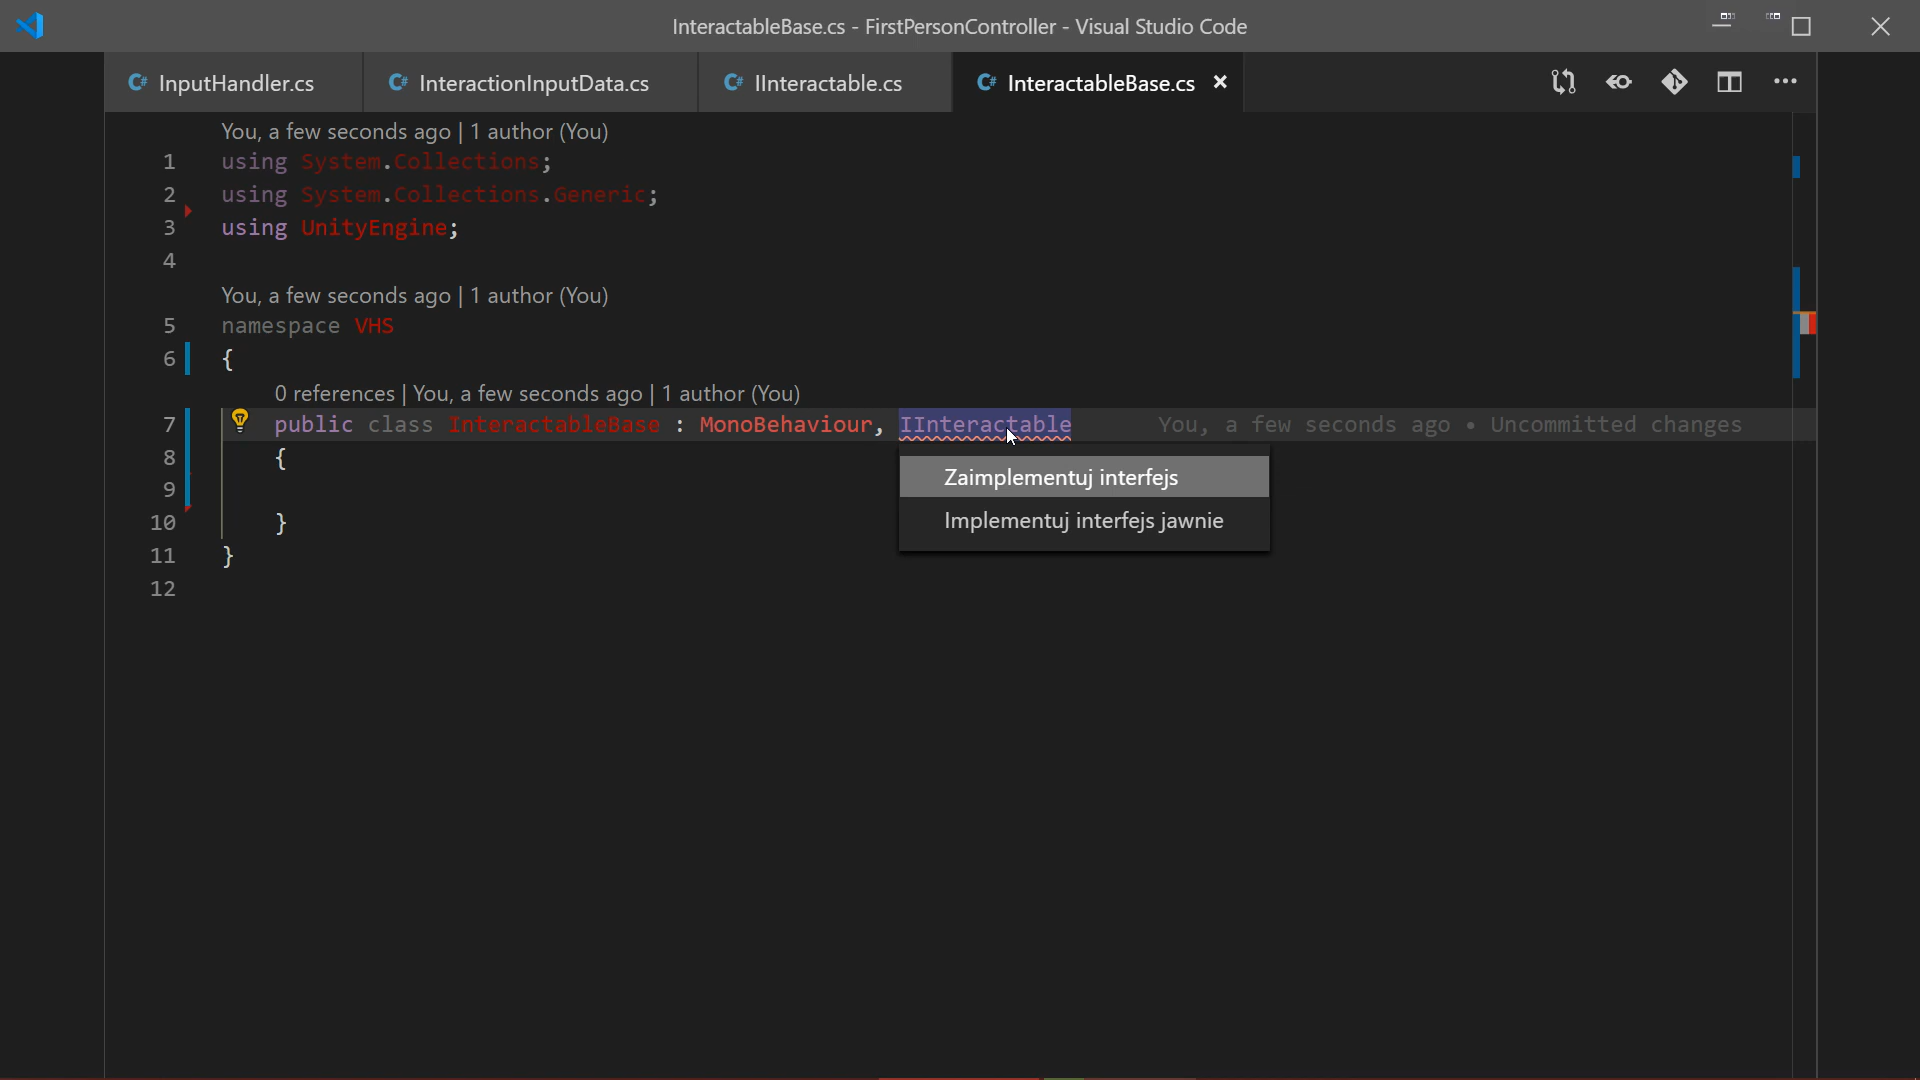 InteractableBase.cs - FirstPersonController - Visual Studio Code
InputHandler.cs
InteractionInputData.cs
IInteractable.cs
InteractableBase.cs
You, a few seconds ago | 1 author (You)
1 using System.Collections;
2 using System.Collections.Generic;
3 using UnityEngine;
4
You, a few seconds ago | 1 author (You)
5 namespace VHS
6 {
0 references | You, a few seconds ago | 1 author (You)
7 public class InteractableBase : MonoBehaviour, IInteractable You, a few seconds ago • Uncommitted changes
8 {
9
10 }
11 }
12
Zaimplementuj interfejs
Implementuj interfejs jawnie